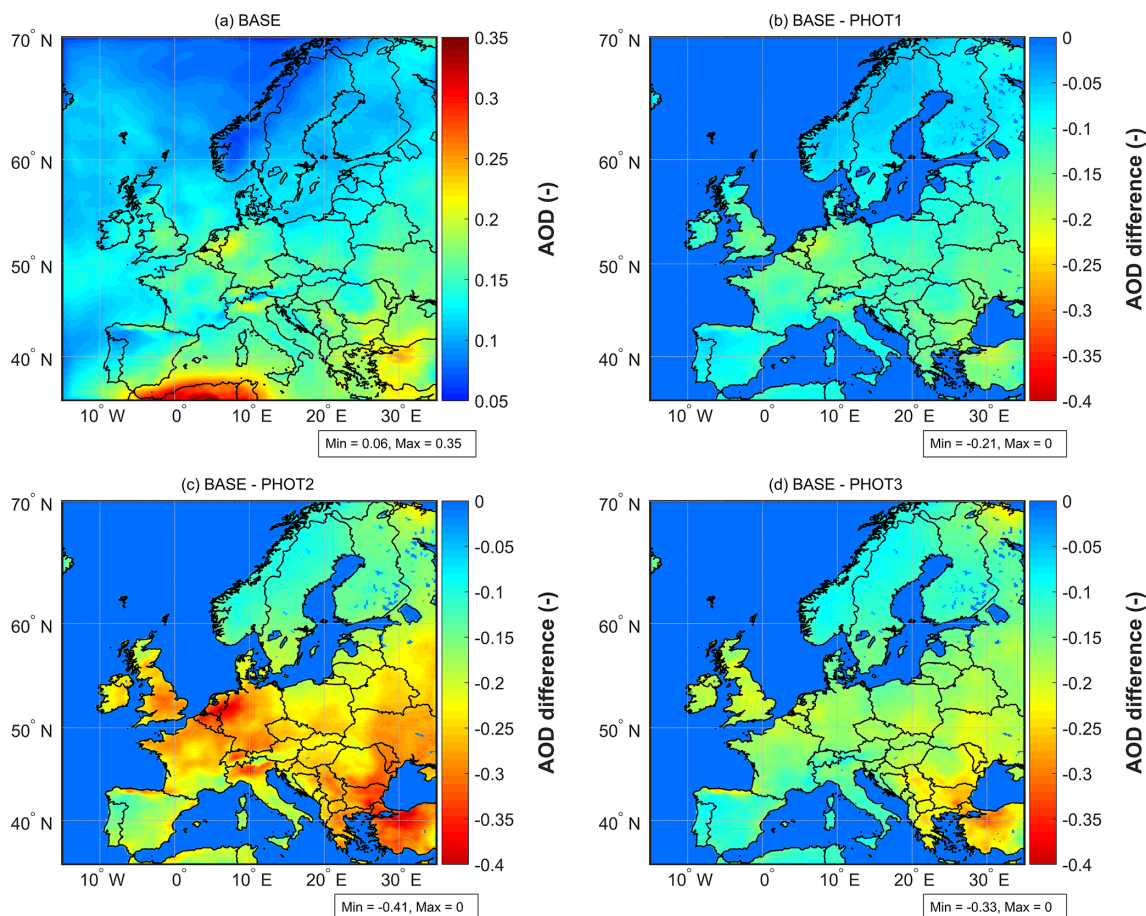 (a) BASE
70° N
60° N
50° N
40° N
10° W
0°
10° E
20° E
30° E
0.35
0.3
0.25
0.2
0.15
0.1
0.05
AOD (-)
Min = 0.06, Max = 0.35
(b) BASE - PHOT1
70° N
60° N
50° N
40° N
10° W
0°
10° E
20° E
30° E
0
-0.05
-0.1
-0.15
-0.2
-0.25
-0.3
-0.35
-0.4
AOD difference (-)
Min = -0.21, Max = 0
(c) BASE - PHOT2
70° N
60° N
50° N
40° N
10° W
0°
10° E
20° E
30° E
0
-0.05
-0.1
-0.15
-0.2
-0.25
-0.3
-0.35
-0.4
AOD difference (-)
Min = -0.41, Max = 0
(d) BASE - PHOT3
70° N
60° N
50° N
40° N
10° W
0°
10° E
20° E
30° E
0
-0.05
-0.1
-0.15
-0.2
-0.25
-0.3
-0.35
-0.4
AOD difference (-)
Min = -0.33, Max = 0